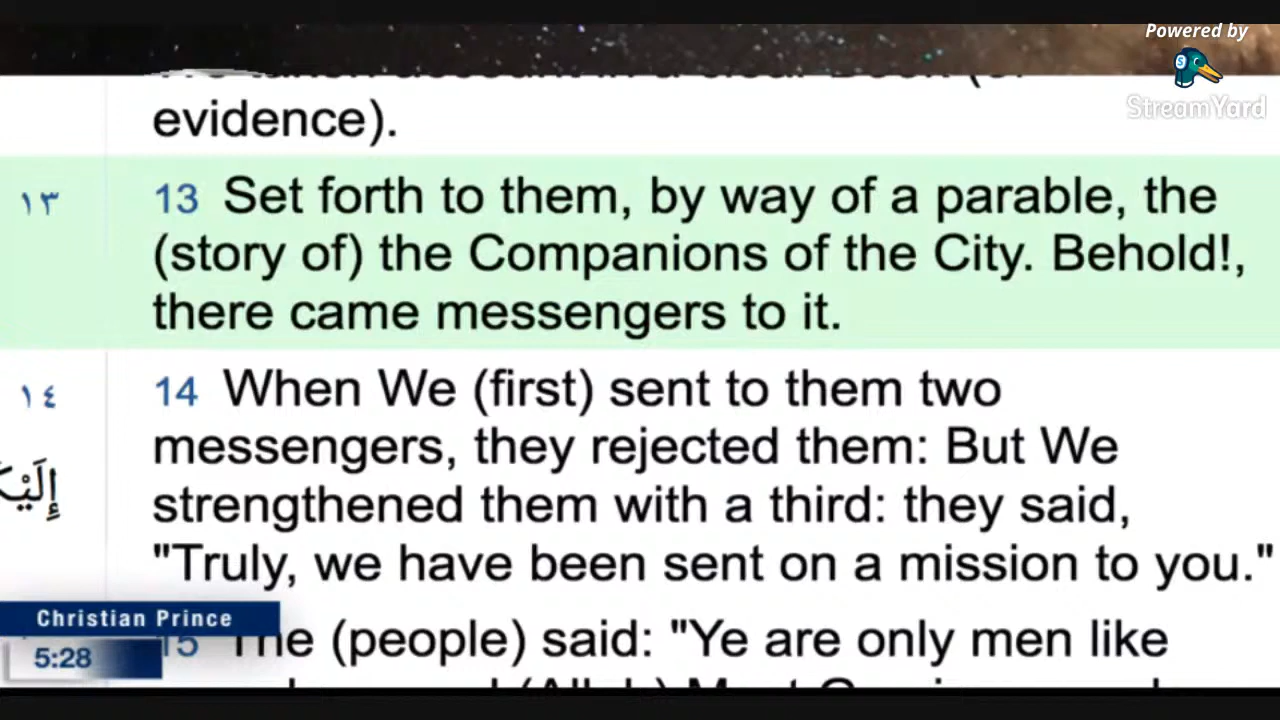 Powered by
StreamYard
evidence).
١٣
13 Set forth to them, by way of a parable, the
(story of) the Companions of the City. Behold!,
there came messengers to it.
١٤
14 When We (first) sent to them two
messengers, they rejected them: But We
strengthened them with a third: they said,
"Truly, we have been sent on a mission to you."
Christian Prince
15 The (people) said: "Ye are only men like
5:28